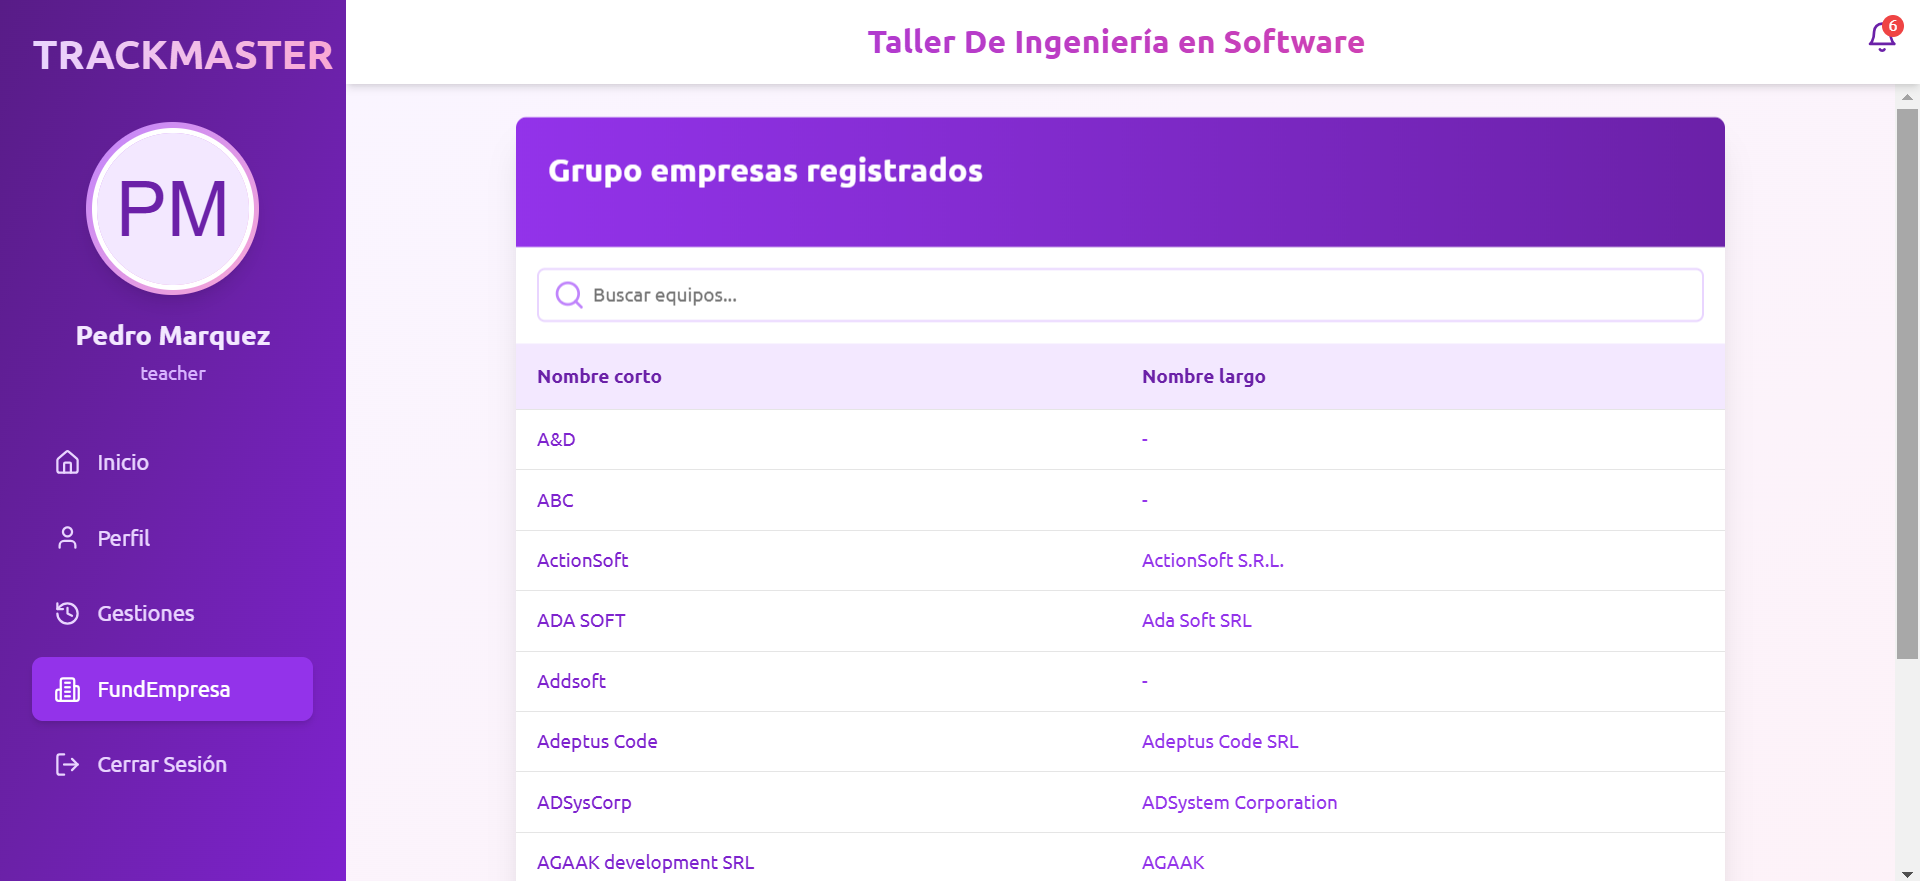 TRACKMASTER
PM
Pedro Marquez
teacher
Inicio
Perfil
Gestiones
FundEmpresa
Cerrar Sesión
Taller De Ingeniería en Software
6
Grupo empresas registrados
Buscar equipos...
Nombre corto Nombre largo
A&D -
ABC -
ActionSoft ActionSoft S.R.L.
ADA SOFT Ada Soft SRL
Addsoft -
Adeptus Code Adeptus Code SRL
ADSysCorp ADSystem Corporation
AGAAK development SRL AGAAK